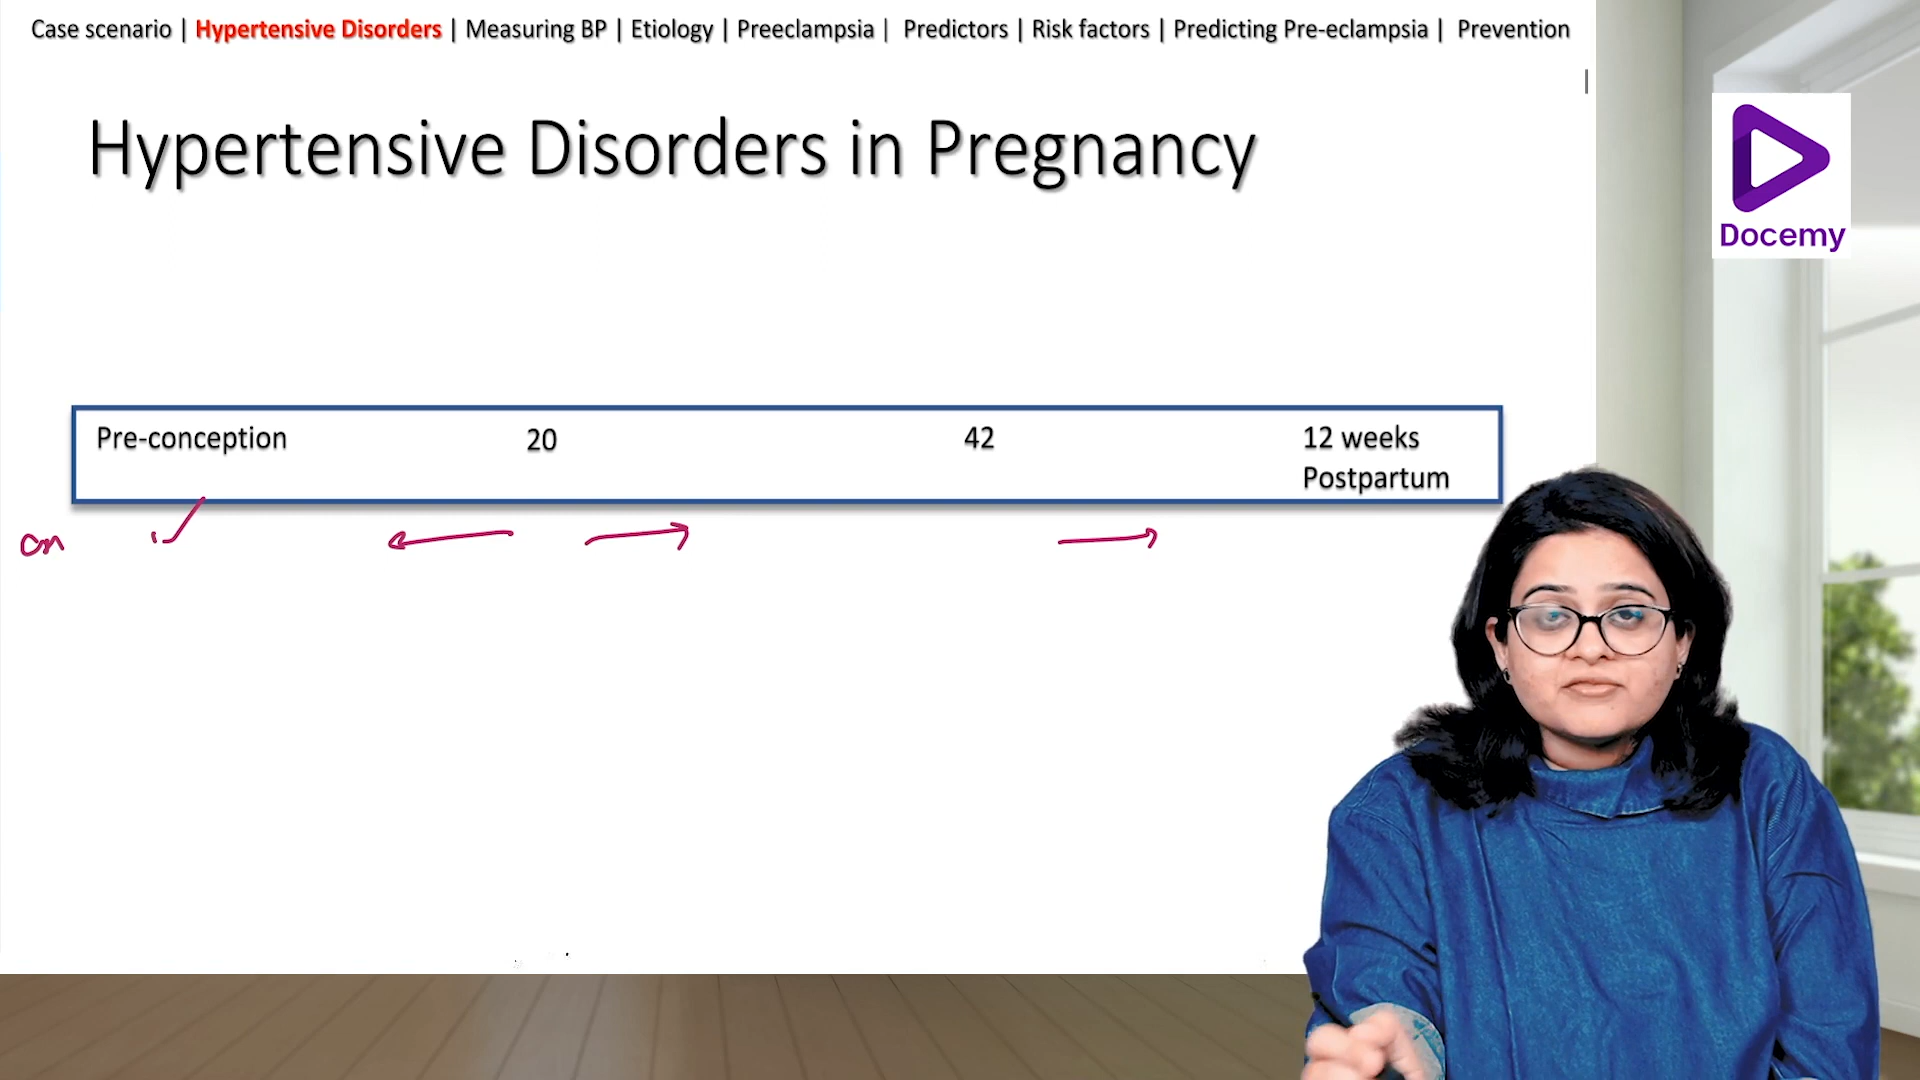 Case scenario | Hypertensive Disorders | Measuring BP | Etiology | Preeclampsia | Predictors | Risk factors | Predicting Pre-eclampsia | Prevention
Hypertensive Disorders in Pregnancy
Docemy
Pre-conception 20 42 12 weeks
Postpartum